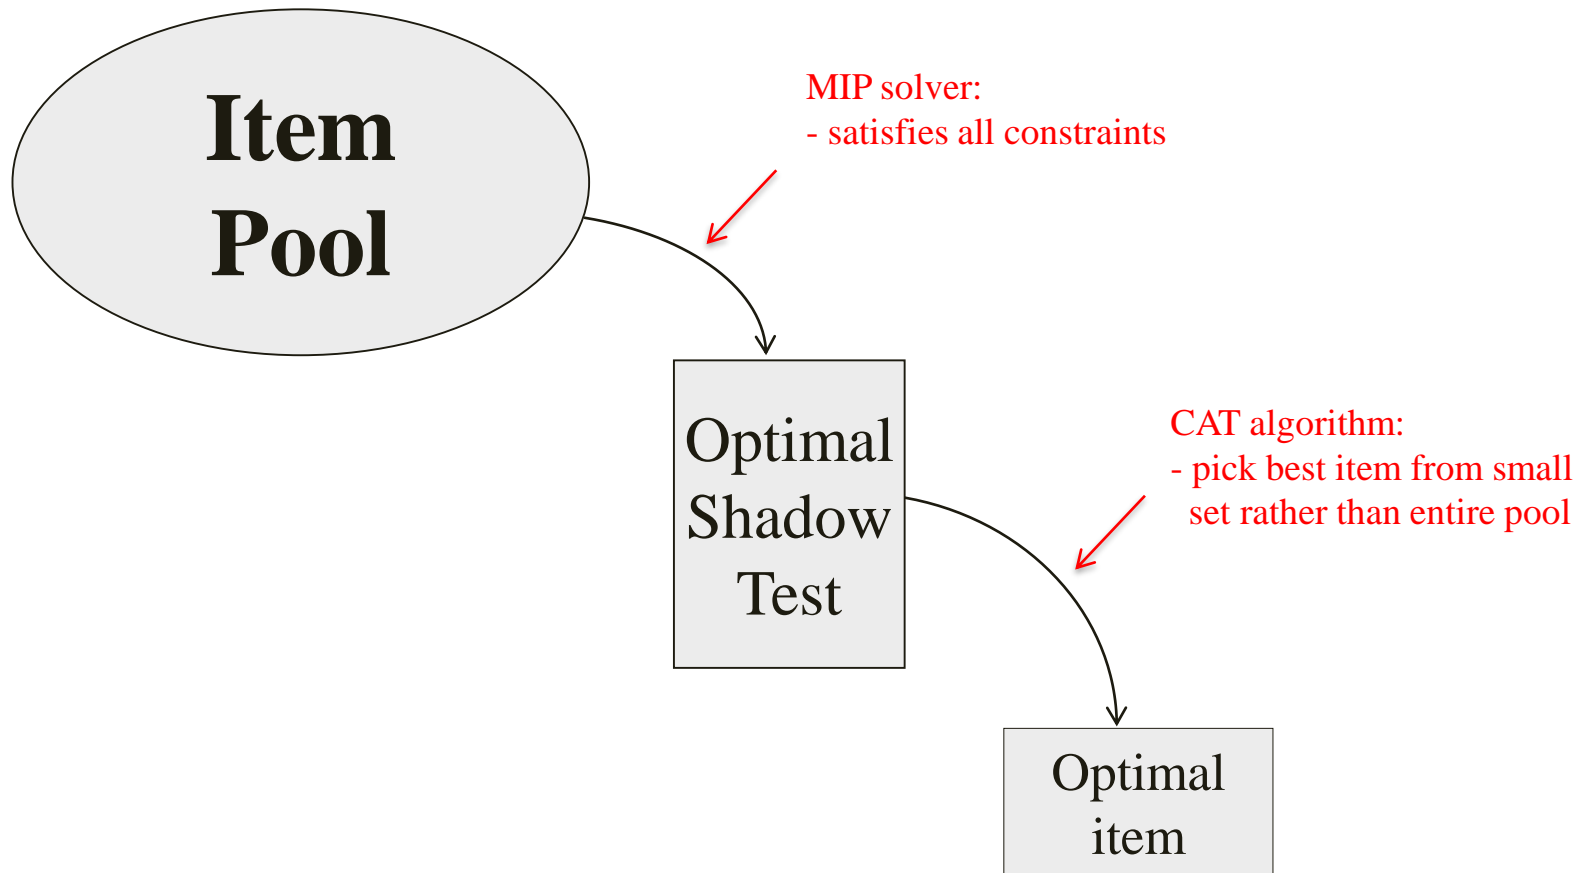 Item
Pool
MIP solver:
- satisfies all constraints
Optimal
Shadow
Test
CAT algorithm:
- pick best item from small
set rather than entire pool
Optimal
item